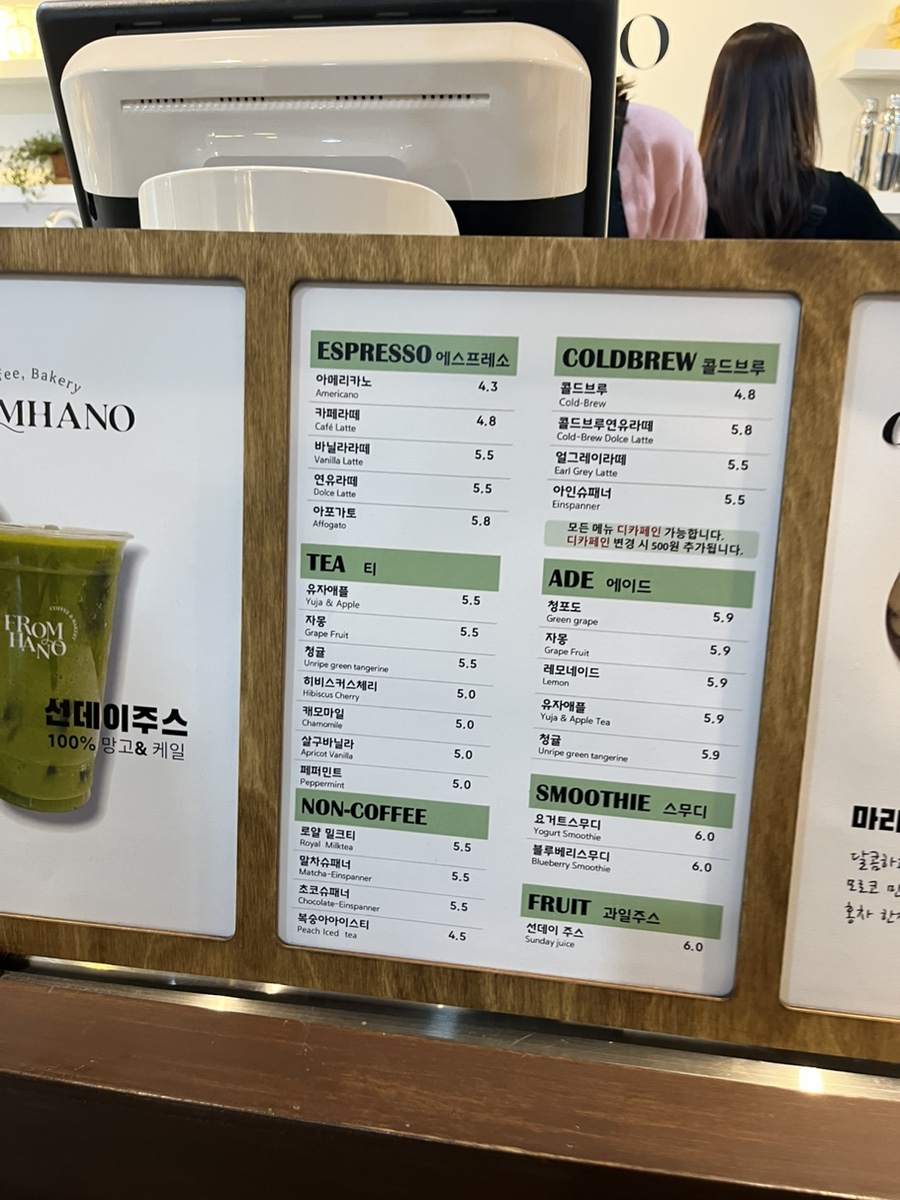 O
Bakery
MHANO
FROM
HANO
선데이주스
100% 망고& 케일
ESPRESSO 에스프레소
아메리카노 4.3
Americano
카페라떼 4.8
Café Latte
바닐라라떼 5.5
Vanilla Latte
연유라떼 5.5
Dolce Latte
아포가토 5.8
Affogato
TEA 티
유자애플 5.5
Yuja & Apple
자몽 5.5
Grape Fruit
청귤 5.5
Unripe green tangerine
히비스커스체리 5.0
Hibiscus Cherry
캐모마일 5.0
Chamomile
살구바닐라 5.0
Apricot Vanilla
페퍼민트 5.0
Peppermint
NON-COFFEE
로얄 밀크티 5.5
Royal Milktea
말차슈패너 5.5
Matcha-Einspanner
초코슈패너 5.5
Chocolate-Einspanner
복숭아아이스티 4.5
Peach Iced tea
COLDBREW 콜드브루
콜드브루 4.8
Cold-Brew
콜드브루연유라떼 5.8
Cold-Brew Dolce Latte
얼그레이라떼 5.5
Earl Grey Latte
아인슈패너 5.5
Einspanner
모든 메뉴 디카페인 가능합니다.
디카페인 변경 시 500원 추가됩니다.
ADE 에이드
청포도 5.9
Green grape
자몽 5.9
Grape Fruit
레모네이드 5.9
Lemon
유자애플 5.9
Yuja & Apple Tea
청귤 5.9
Unripe green tangerine
SMOOTHIE 스무디
요거트스무디 6.0
Yogurt Smoothie
블루베리스무디 6.0
Blueberry Smoothie
FRUIT 과일주스
선데이 주스 6.0
Sunday juice
마리
달콤하
모로코 민
홍차 한